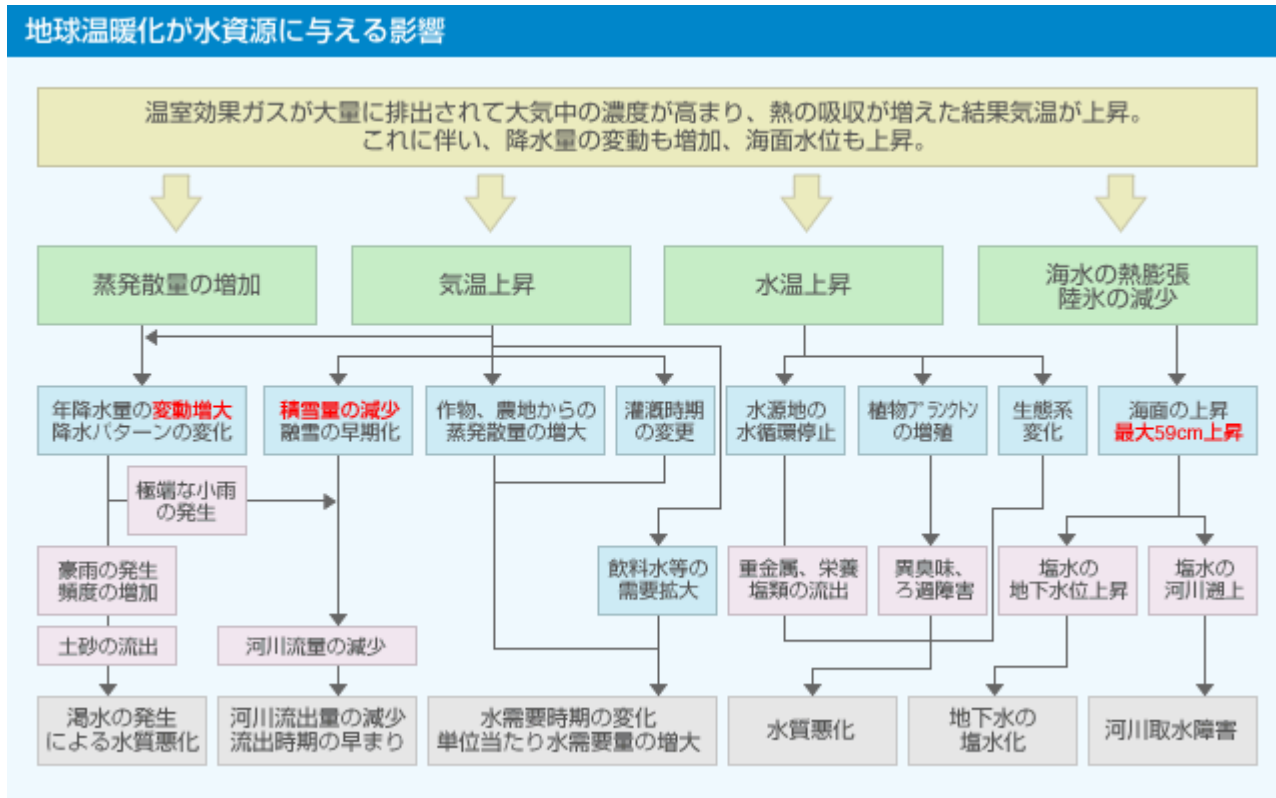 地球温暖化が水資源に与える影響
温室効果ガスが大量に排出されて大気中の濃度が高まり、熱の吸収が増えた結果気温が上昇。
これに伴い、降水量の変動も増加、海面水位も上昇。
蒸発散量の増加
気温上昇
水温上昇
海水の熱膨張
陸氷の減少
年降水量の変動増大
降水パターンの変化
積雪量の減少
融雪の早期化
作物、農地からの
蒸発散量の増大
灌漑時期
の変更
水源地の
水循環停止
植物プランクトン
の増殖
生態系
変化
海面の上昇
最大59cm上昇
極端な小雨
の発生
豪雨の発生
頻度の増加
飲料水等の
需要拡大
重金属、栄養
塩類の流出
異臭味、
ろ過障害
塩水の
地下水位上昇
塩水の
河川遡上
土砂の流出
河川流量の減少
渇水の発生
による水質悪化
河川流出量の減少
流出時期の早まり
水需要時期の変化
単位当たり水需要量の増大
水質悪化
地下水の
塩水化
河川取水障害